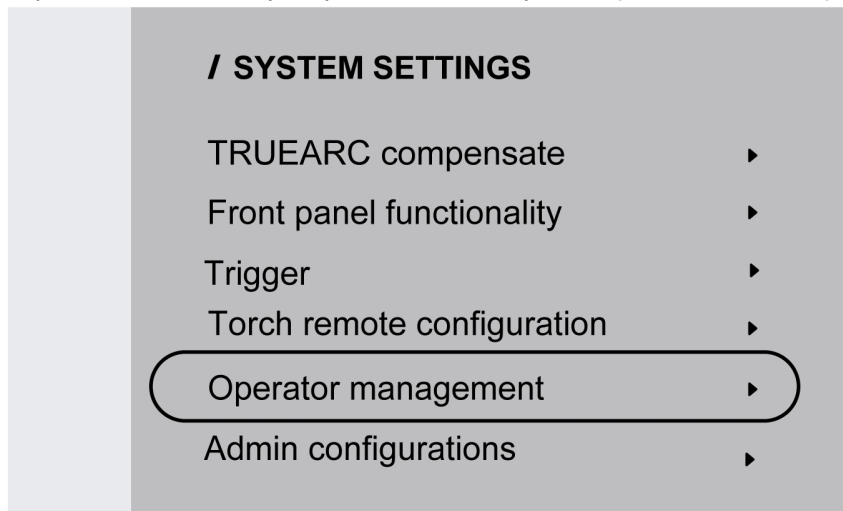 / SYSTEM SETTINGS
TRUEARC compensate
Front panel functionality
Trigger
Torch remote configuration
Operator management
Admin configurations